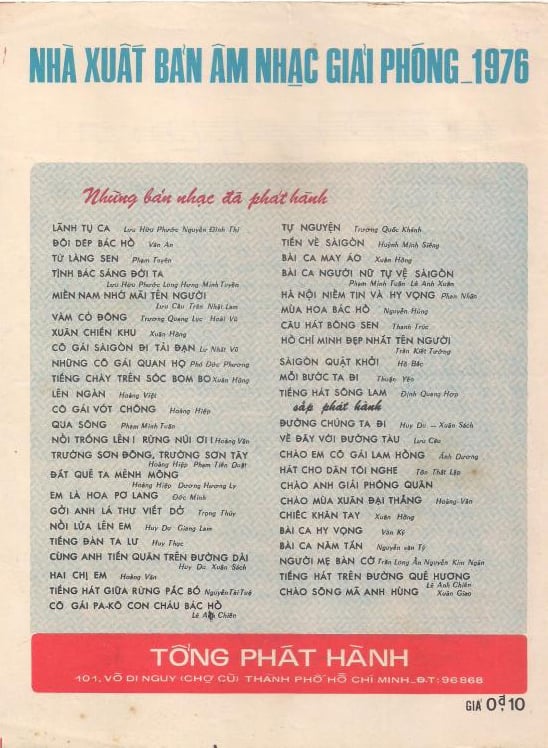 NHÀ XUẤT BẢN ÂM NHẠC GIẢI PHÓNG_1976
Những bản nhạc đã phát hành
LÃNH TỤ CA Lưu Hữu Phước Nguyễn Đình Thi
ĐÔI DÉP BÁC HỒ Văn An
TỪ LÀNG SEN Phạm Tuyên
TÌNH BÁC SÁNG ĐỜI TA
Lưu Hữu Phước Long Hưng Minh Tuyền
MIỀN NAM NHỚ MÃI TÊN NGƯỜI
Lưu Cầu Trần Nhật Lam
VÀM CỎ ĐÔNG Trương Quang Lục Hoài Vũ
XUÂN CHIẾN KHU Xuân Hồng
CÔ GÁI SÀIGÒN ĐI TẢI ĐẠN Lư Nhất Vũ
NHỮNG CÔ GÁI QUAN HỌ Phó Đức Phương
TIẾNG CHÀY TRÊN SÓC BOM BO Xuân Hồng
LÊN NGÀN Hoàng Việt
CÔ GÁI VÓT CHÔNG Hoàng Hiệp
QUA SÔNG Phạm Minh Tuấn
NỔI TRỐNG LÊN! RỪNG NÚI ƠI! Hoàng Vân
TRƯỜNG SƠN ĐÔNG, TRƯỜNG SƠN TÂY
Hoàng Hiệp Phạm Tiến Duật
ĐẤT QUÊ TA MÊNH MÔNG
Hoàng Hiệp Dương Hương Ly
EM LÀ HOA PƠ LANG Đức Minh
GỞI ANH LÁ THƯ VIẾT DỞ Trọng Thủy
NỔI LỬA LÊN EM Huy Du Giang Lam
TIẾNG ĐÀN TA LƯ Huy Thục
CÙNG ANH TIẾN QUÂN TRÊN ĐƯỜNG DÀI
Huy Du Xuân Sách
HAI CHỊ EM Hoàng Vân
TIẾNG HÁT GIỮA RỪNG PẮC BÓ Nguyễn Tài Tuệ
CÔ GÁI PA-KÔ CON CHÁU BÁC HỒ
Lê Anh Chiến
TỰ NGUYỆN Trương Quốc Khánh
TIẾN VỀ SÀIGÒN Huỳnh Minh Siêng
BÀI CA MAY ÁO Xuân Hồng
BÀI CA NGƯỜI NỮ TỰ VỆ SÀIGÒN
Phạm Minh Tuấn Lê Anh Xuân
HÀ NỘI NIỀM TIN VÀ HY VỌNG Phan Nhân
MÙA HOA BÁC HỒ Nguyễn Hùng
CÂU HÁT BÔNG SEN Thanh Trúc
HỒ CHÍ MINH ĐẸP NHẤT TÊN NGƯỜI
Trần Kiết Tường
SÀIGÒN QUẬT KHỞI Hồ Bắc
MỖI BƯỚC TA ĐI Thuận Yến
TIẾNG HÁT SÔNG LAM Định Quang Hợp
sắp phát hành
ĐƯỜNG CHÚNG TA ĐI Huy Du - Xuân Sách
VỀ ĐÂY VỚI ĐƯỜNG TÀU Lưu Cầu
CHÀO EM CÔ GÁI LAM HỒNG Ánh Dương
HÁT CHO DÂN TÔI NGHE Tôn Thất Lập
CHÀO ANH GIẢI PHÓNG QUÂN
CHÀO MÙA XUÂN ĐẠI THẮNG Hoàng-Vân
CHIẾC KHĂN TAY Xuân Hồng
BÀI CA HY VỌNG Văn Ký
BÀI CA NĂM TẤN Nguyễn văn Tý
NGƯỜI MẸ BÀN CỜ Trần Long Ẩn Nguyễn Kim Ngân
TIẾNG HÁT TRÊN ĐƯỜNG QUÊ HƯƠNG
Lê Anh Chiến
CHÀO SÔNG MÃ ANH HÙNG Xuân Giao
TỔNG PHÁT HÀNH
101, VÕ DI NGUY (CHỢ CŨ) THÀNH PHỐ HỒ CHÍ MINH_Đ.T: 96868
GIÁ 0đ,10